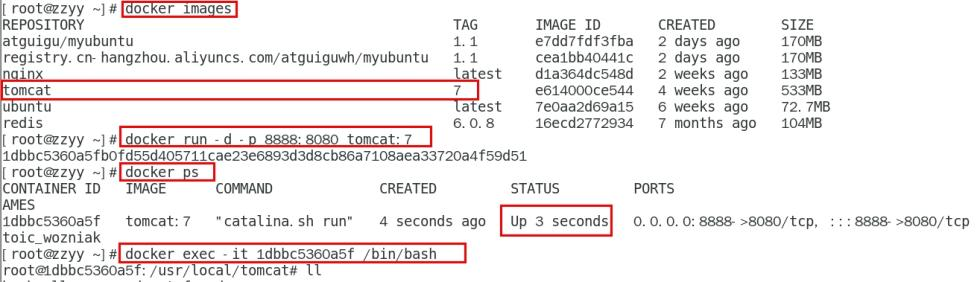 [root@zzyy ~]# docker images
REPOSITORY TAG IMAGE ID CREATED SIZE
atguigu/myubuntu 1.1 e7dd7fdf3fba 2 days ago 170MB
registry.cn-hangzhou.aliyuncs.com/atguiguwh/myubuntu 1.1 cea1bb40441c 2 days ago 170MB
nginx latest d1a364dc548d 2 weeks ago 133MB
tomcat 7 e614000ce544 4 weeks ago 533MB
ubuntu latest 7e0aa2d69a15 6 weeks ago 72.7MB
redis 6.0.8 16ecd2772934 7 months ago 104MB
[root@zzyy ~]# docker run -d -p 8888:8080 tomcat:7
1dbbc5360a5fb0fd55d405711cae23e6893d3d8cb86a7108aea33720a4f59d51
[root@zzyy ~]# docker ps
CONTAINER ID IMAGE COMMAND CREATED STATUS PORTS
AMES
1dbbc5360a5f tomcat:7 "catalina.sh run" 4 seconds ago Up 3 seconds 0.0.0.0:8888->8080/tcp, :::8888->8080/tcp
toic_wozniak
[root@zzyy ~]# docker exec -it 1dbbc5360a5f /bin/bash
root@1dbbc5360a5f:/usr/local/tomcat# ll